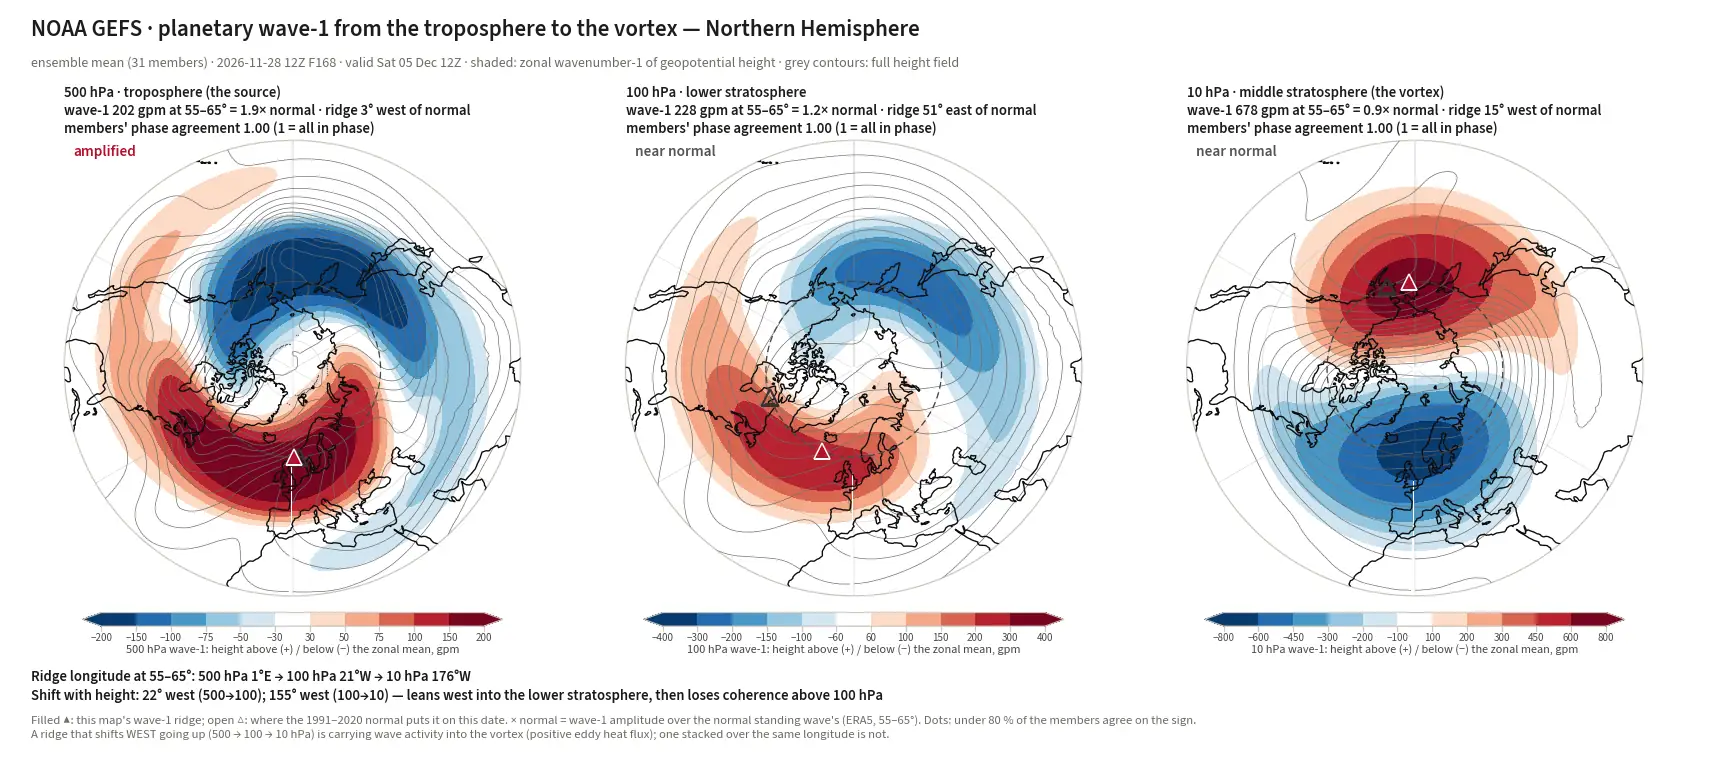 NOAA GEFS · planetary wave-1 from the troposphere to the vortex — Northern Hemisphere
ensemble mean (31 members) · 2026-11-28 12Z F168 · valid Sat 05 Dec 12Z · shaded: zonal wavenumber-1 of geopotential height · grey contours: full height field
500 hPa · troposphere (the source)
wave-1 202 gpm at 55–65° = 1.9× normal · ridge 3° west of normal
members' phase agreement 1.00 (1 = all in phase)
amplified
100 hPa · lower stratosphere
wave-1 228 gpm at 55–65° = 1.2× normal · ridge 51° east of normal
members' phase agreement 1.00 (1 = all in phase)
near normal
10 hPa · middle stratosphere (the vortex)
wave-1 678 gpm at 55–65° = 0.9× normal · ridge 15° west of normal
members' phase agreement 1.00 (1 = all in phase)
near normal
−200 −150 −100 −75 −50 −30 30 50 75 100 150 200
500 hPa wave-1: height above (+) / below (−) the zonal mean, gpm
−400 −300 −200 −150 −100 −60 60 100 150 200 300 400
100 hPa wave-1: height above (+) / below (−) the zonal mean, gpm
−800 −600 −450 −300 −200 −100 100 200 300 450 600 800
10 hPa wave-1: height above (+) / below (−) the zonal mean, gpm
Ridge longitude at 55–65°: 500 hPa 1°E → 100 hPa 21°W → 10 hPa 176°W
Shift with height: 22° west (500→100); 155° west (100→10) — leans west into the lower stratosphere, then loses coherence above 100 hPa
Filled ▲: this map's wave-1 ridge; open △: where the 1991–2020 normal puts it on this date. × normal = wave-1 amplitude over the normal standing wave's (ERA5, 55–65°). Dots: under 80 % of the members agree on the sign.
A ridge that shifts WEST going up (500 → 100 → 10 hPa) is carrying wave activity into the vortex (positive eddy heat flux); one stacked over the same longitude is not.